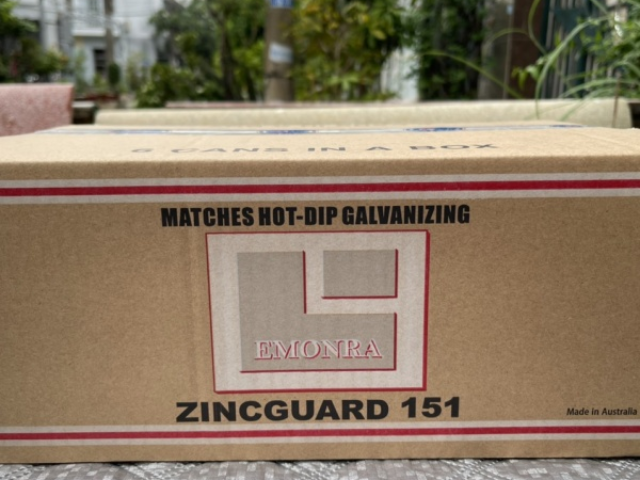 6 CANS IN A BOX
MATCHES HOT-DIP GALVANIZING
EMONRA
ZINCGUARD 151
Made in Australia